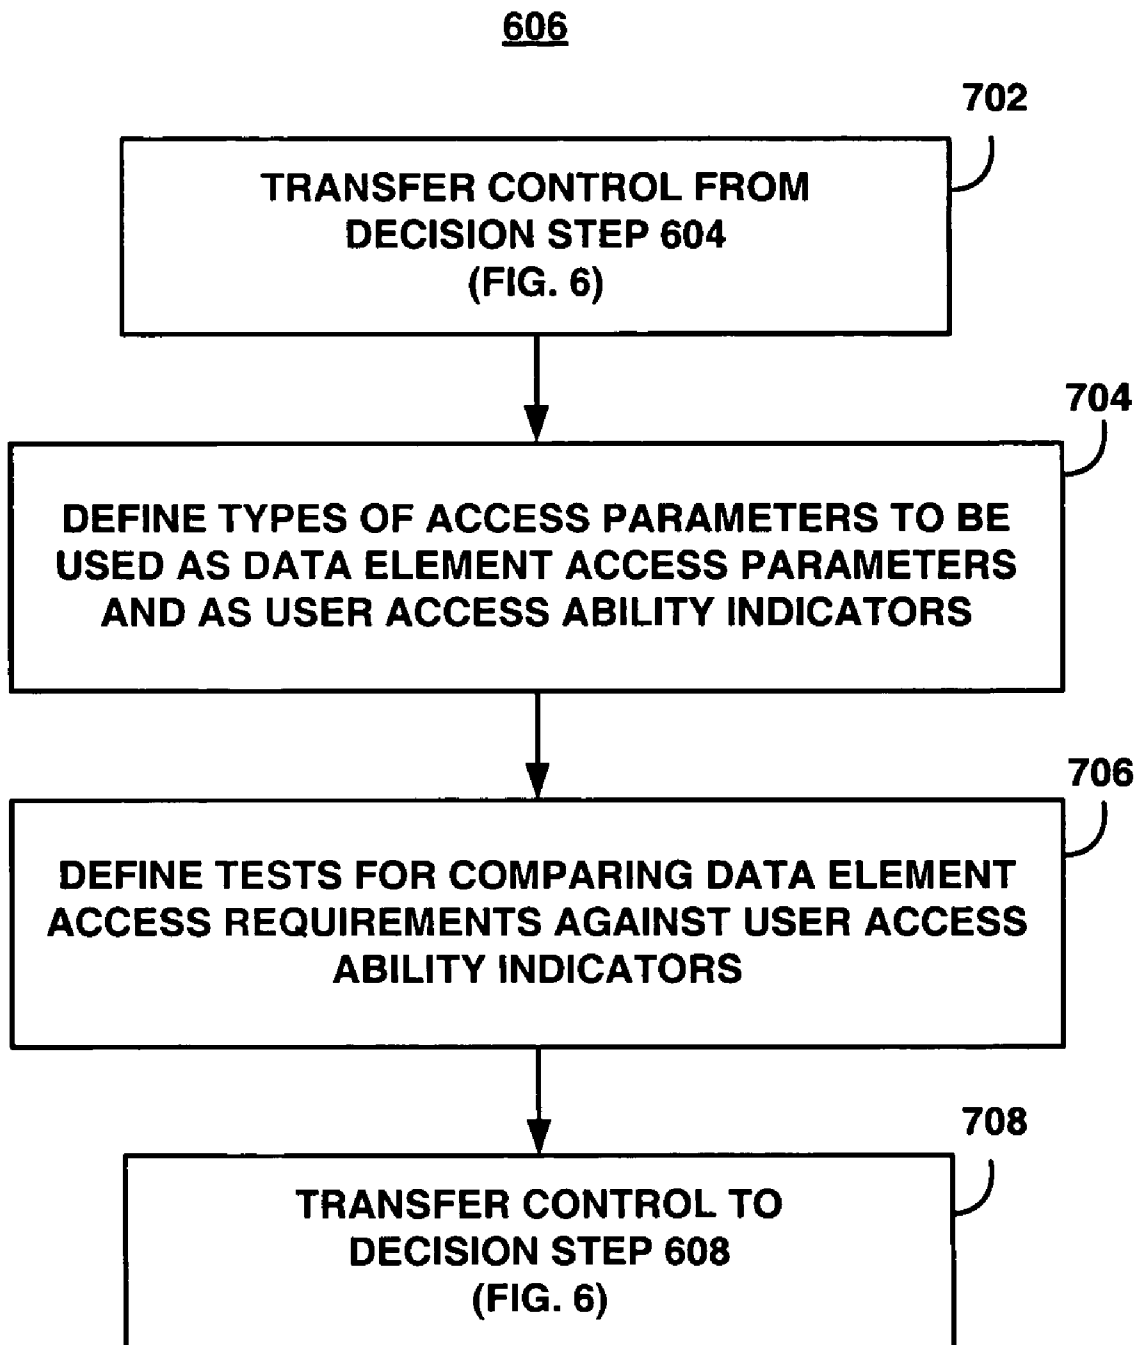 606
702
TRANSFER CONTROL FROM
DECISION STEP 604
(FIG. 6)
704
DEFINE TYPES OF ACCESS PARAMETERS TO BE
USED AS DATA ELEMENT ACCESS PARAMETERS
AND AS USER ACCESS ABILITY INDICATORS
706
DEFINE TESTS FOR COMPARING DATA ELEMENT
ACCESS REQUIREMENTS AGAINST USER ACCESS
ABILITY INDICATORS
708
TRANSFER CONTROL TO
DECISION STEP 608
(FIG. 6)